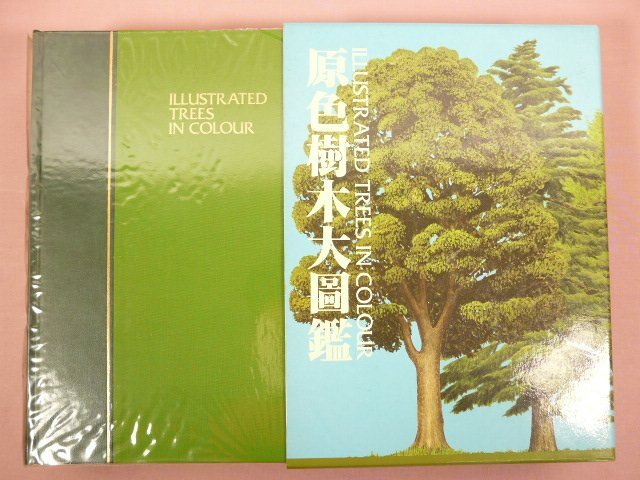 ILLUSTRATED
TREES
IN COLOUR
原色樹木大圖鑑
ILLUSTRATED TREES IN COLOUR